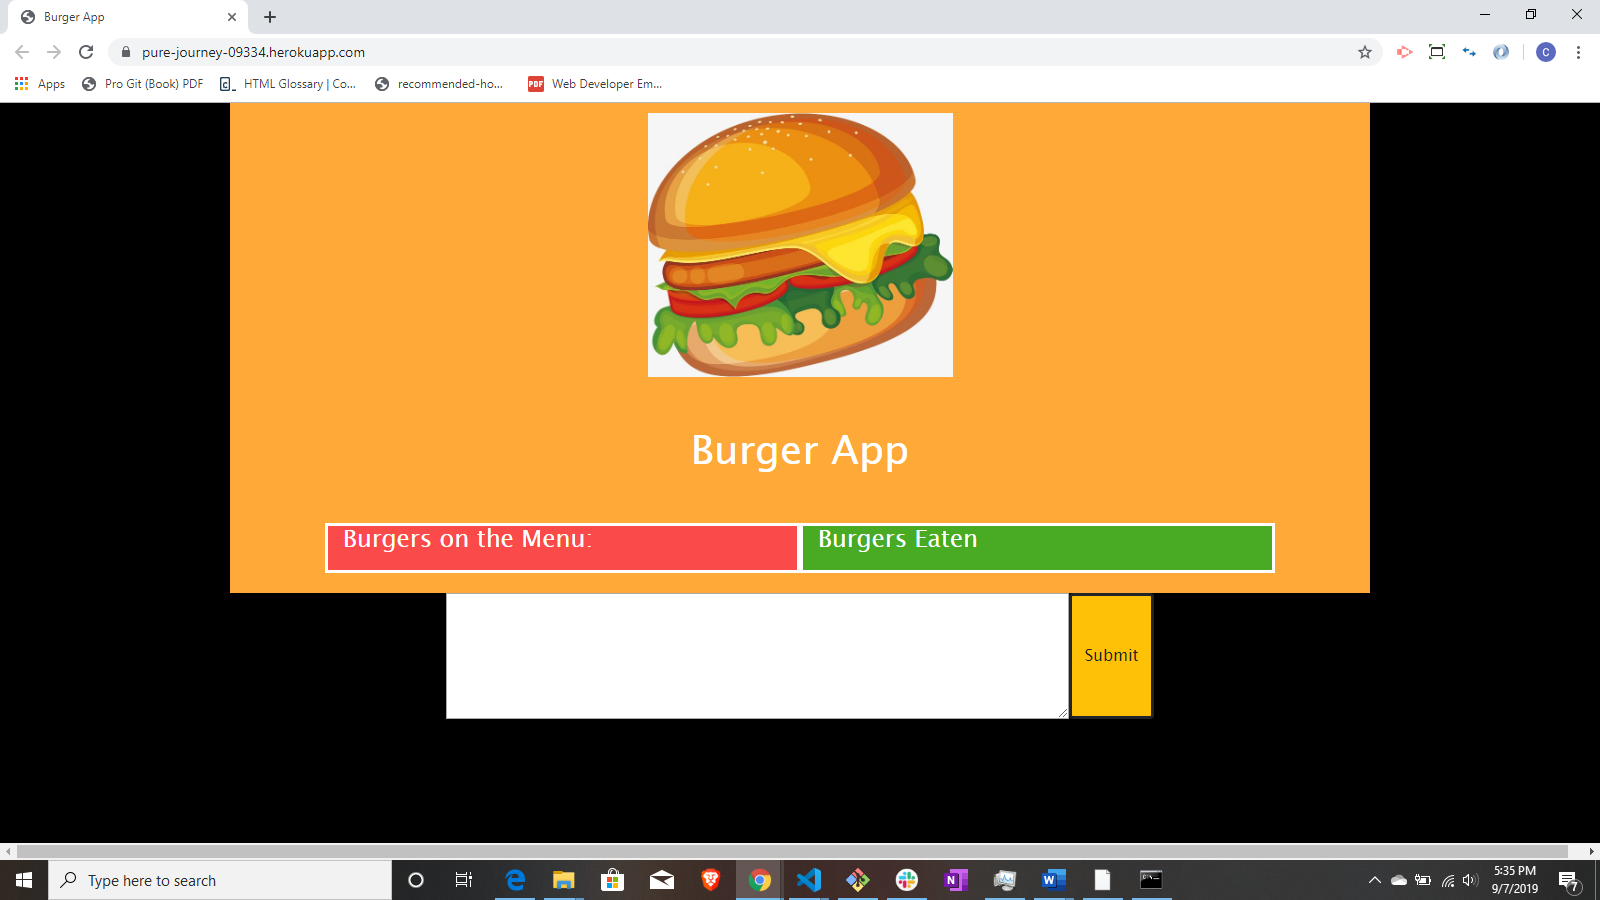 Burger App
pure-journey-09334.herokuapp.com
C
Apps
Pro Git (Book) PDF
HTML Glossary | Co...
recommended-ho...
PDF
Web Developer Em...
Burger App
Burgers on the Menu:
Burgers Eaten
Submit
Type here to search
5:35 PM
9/7/2019
7